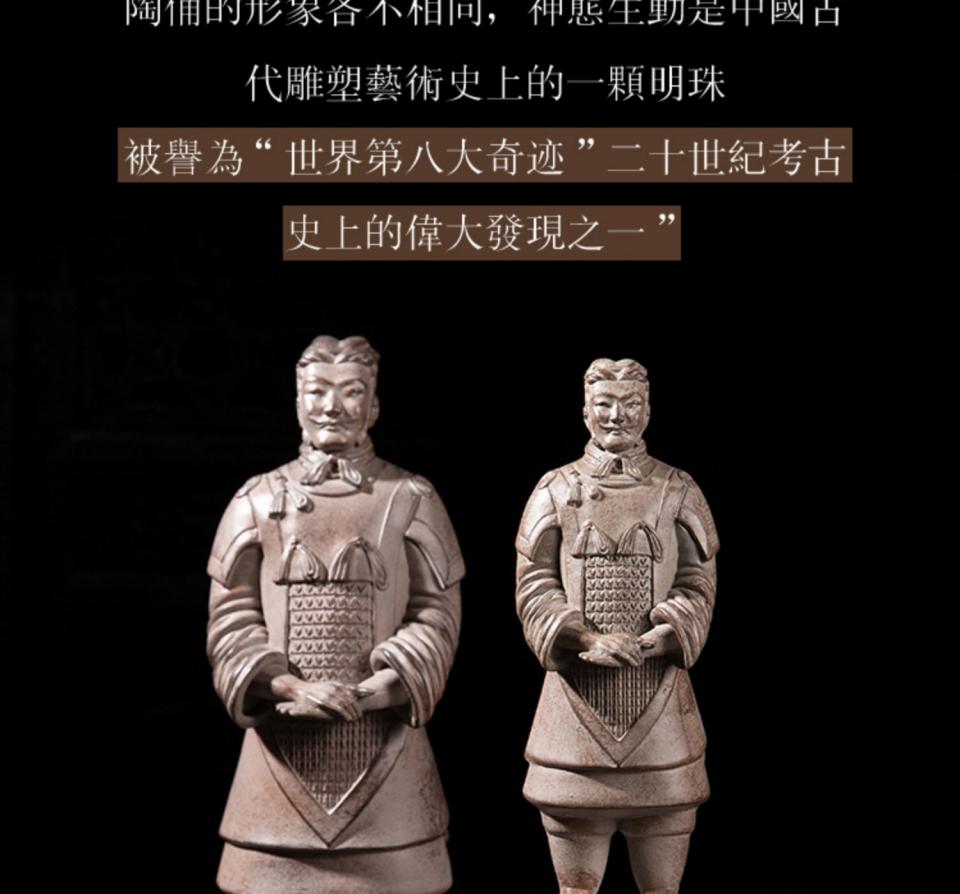 陶俑的形象各不相同，神態生動是中國古
代雕塑藝術史上的一顆明珠
被譽為“世界第八大奇迹”二十世紀考古
史上的偉大發現之一”